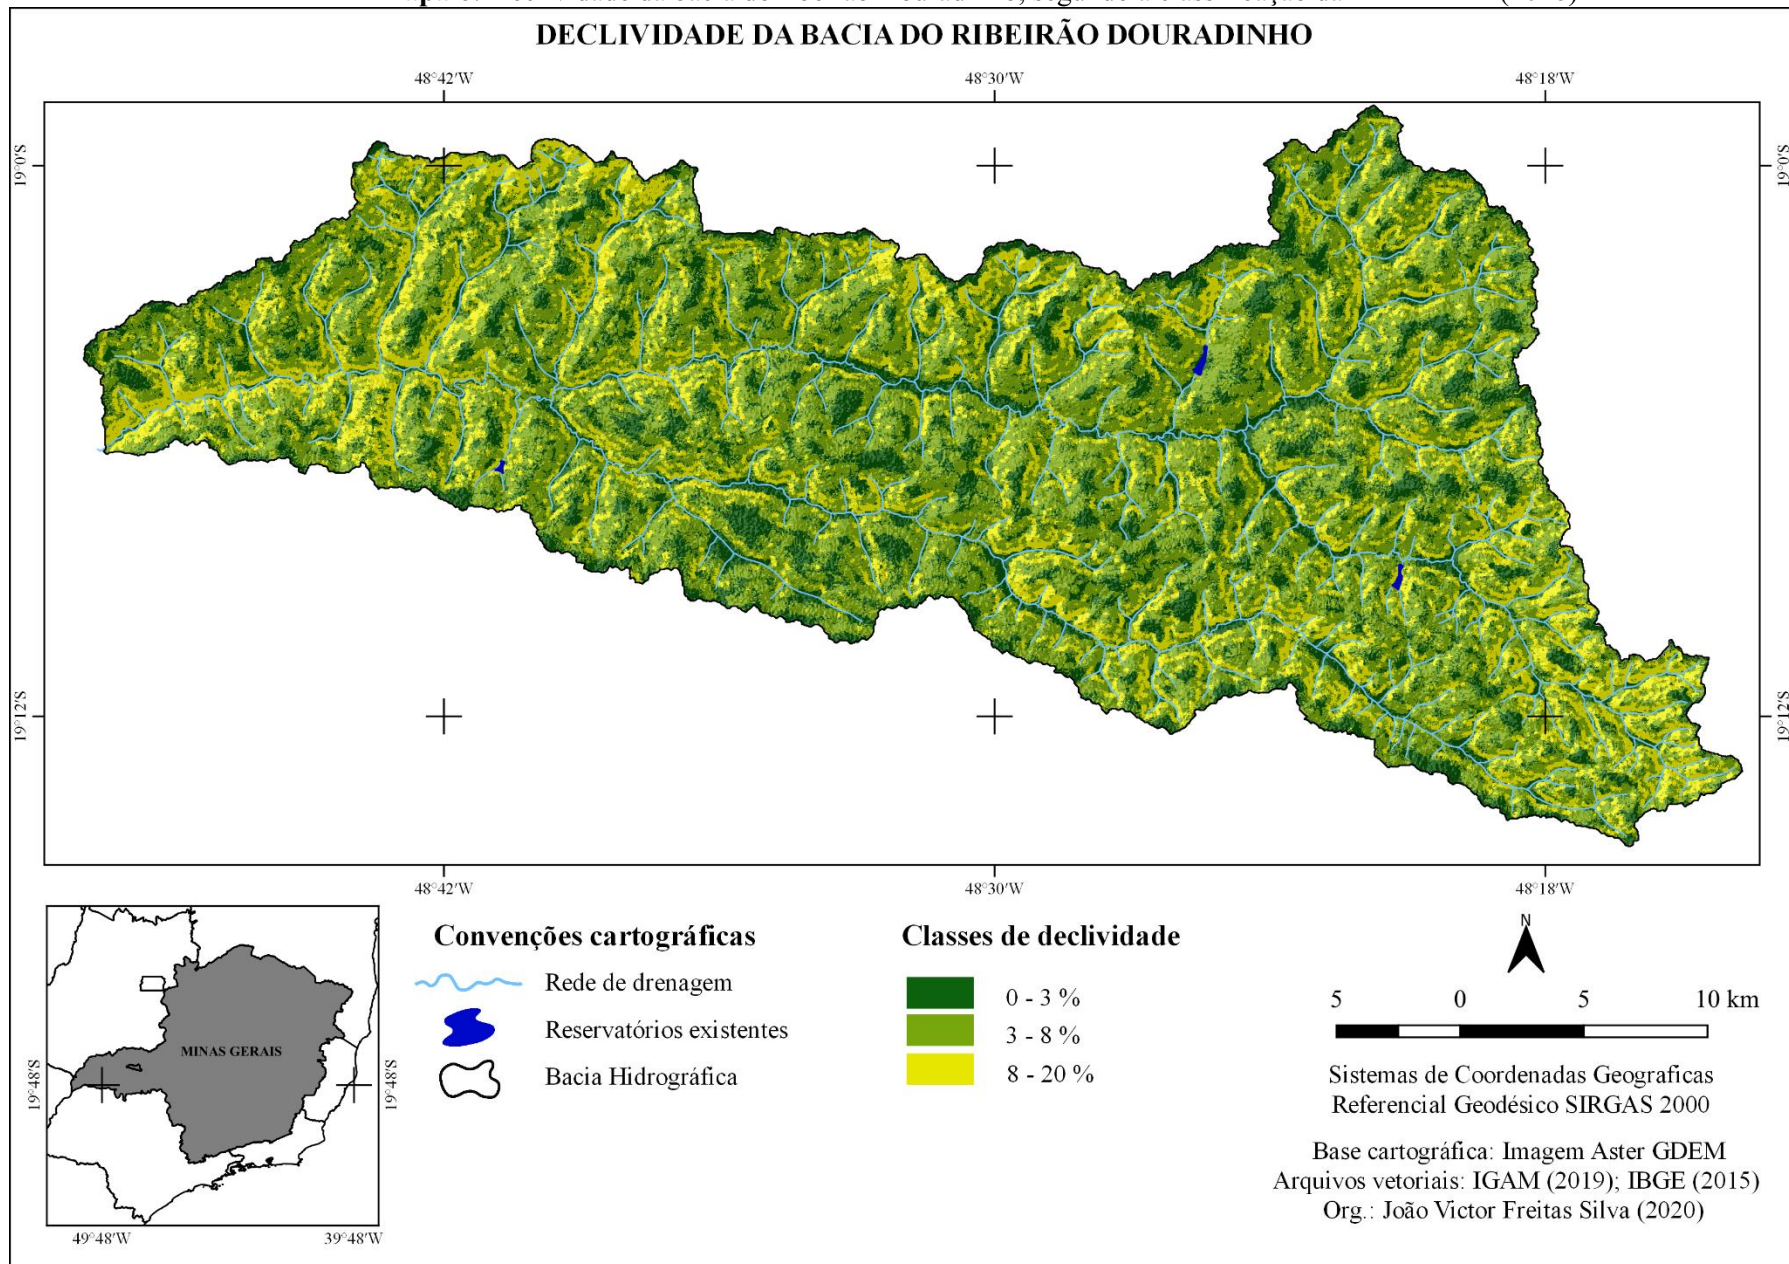 DECLIVIDADE DA BACIA DO RIBEIRÃO DOURADINHO
48°42'W 48°30'W 48°18'W
19°0'S 19°0'S
19°12'S 19°12'S
48°42'W 48°30'W 48°18'W
MINAS GERAIS
19°48'S 19°48'S
49°48'W 39°48'W
Convenções cartográficas
Rede de drenagem
Reservatórios existentes
Bacia Hidrográfica
Classes de declividade
0 - 3 %
3 - 8 %
8 - 20 %
N
5 0 5 10 km
Sistemas de Coordenadas Geograficas
Referencial Geodésico SIRGAS 2000
Base cartográfica: Imagem Aster GDEM
Arquivos vetoriais: IGAM (2019); IBGE (2015)
Org.: João Victor Freitas Silva (2020)